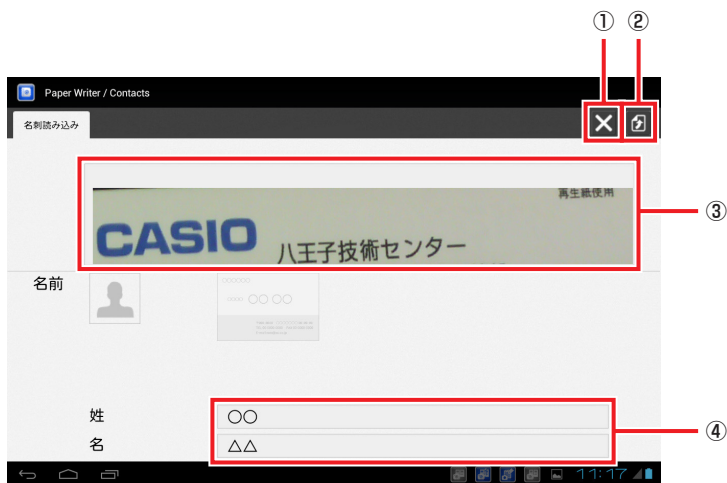 ① ②
Paper Writer / Contacts
名刺読み込み
再生紙使用
CASIO
八王子技術センター
③
名前
○○○○○○
○○○○ ○○ ○○
姓 ○○
名 △△
④
11:17